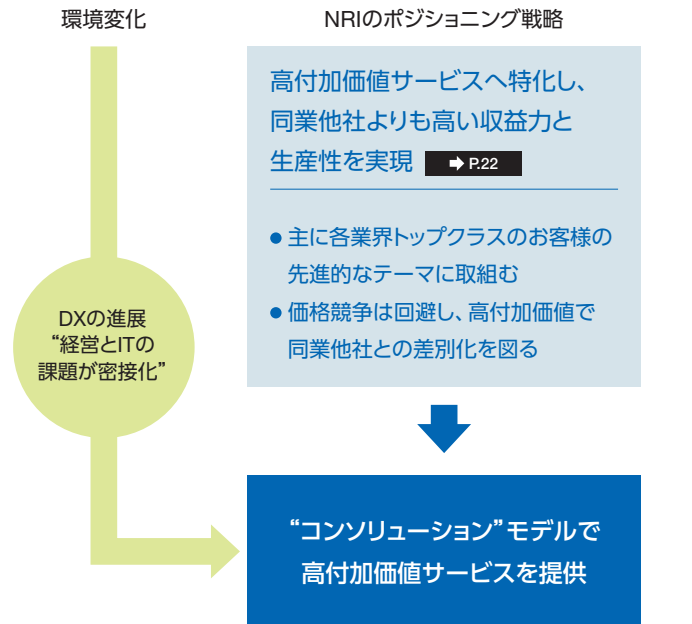 環境変化
NRIのポジショニング戦略
高付加価値サービスへ特化し、
同業他社よりも高い収益力と
生産性を実現 ➡ P.22
● 主に各業界トップクラスのお客様の
先進的なテーマに取組む
● 価格競争は回避し、高付加価値で
同業他社との差別化を図る
DXの進展
“経営とITの
課題が密接化”
“コンソリューション”モデルで
高付加価値サービスを提供